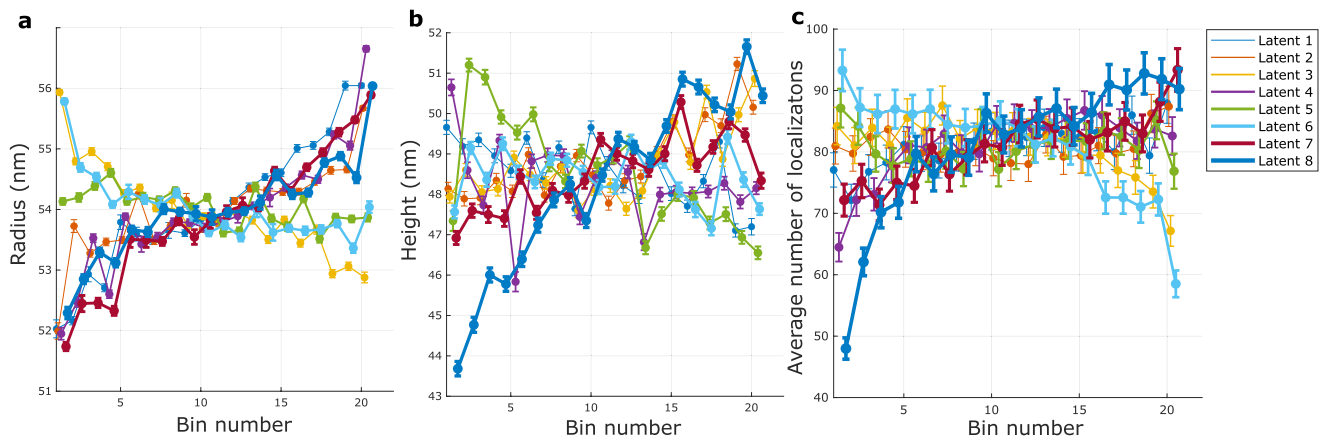 a
Radius (nm)
56
55
54
53
52
51
5
10
15
20
Bin number
b
Height (nm)
52
51
50
49
48
47
46
45
44
43
5
10
15
20
Bin number
c
Average number of localizatons
100
90
80
70
60
50
40
5
10
15
20
Bin number
Latent 1
Latent 2
Latent 3
Latent 4
Latent 5
Latent 6
Latent 7
Latent 8